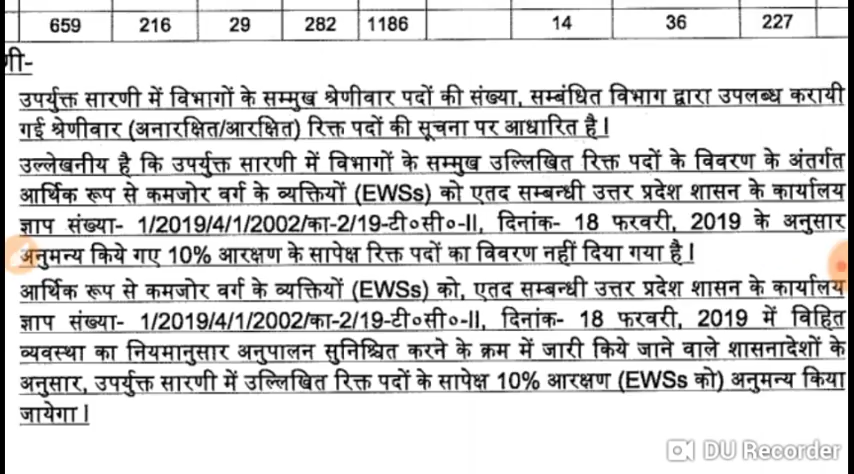 659 216 29 282 1186 14 36 227
णी-
उपर्युक्त सारणी में विभागों के सम्मुख श्रेणीवार पदों की संख्या, सम्बंधित विभाग द्वारा उपलब्ध करायी
गई श्रेणीवार (अनारक्षित/आरक्षित) रिक्त पदों की सूचना पर आधारित है।
उल्लेखनीय है कि उपर्युक्त सारणी में विभागों के सम्मुख उल्लिखित रिक्त पदों के विवरण के अंतर्गत
आर्थिक रूप से कमजोर वर्ग के व्यक्तियों (EWSs) को एतद सम्बन्धी उत्तर प्रदेश शासन के कार्यालय
ज्ञाप संख्या- 1/2019/4/1/2002/का-2/19-टी०सी०-II, दिनांक- 18 फरवरी, 2019 के अनुसार
अनुमन्य किये गए 10% आरक्षण के सापेक्ष रिक्त पदों का विवरण नहीं दिया गया है।
आर्थिक रूप से कमजोर वर्ग के व्यक्तियों (EWSs) को, एतद सम्बन्धी उत्तर प्रदेश शासन के कार्यालय
ज्ञाप संख्या- 1/2019/4/1/2002/का-2/19-टी०सी०-II, दिनांक- 18 फरवरी, 2019 में विहित
व्यवस्था का नियमानुसार अनुपालन सुनिश्चित करने के क्रम में जारी किये जाने वाले शासनादेशों के
अनुसार, उपर्युक्त सारणी में उल्लिखित रिक्त पदों के सापेक्ष 10% आरक्षण (EWSs को) अनुमन्य किया
जायेगा।
DU Recorder